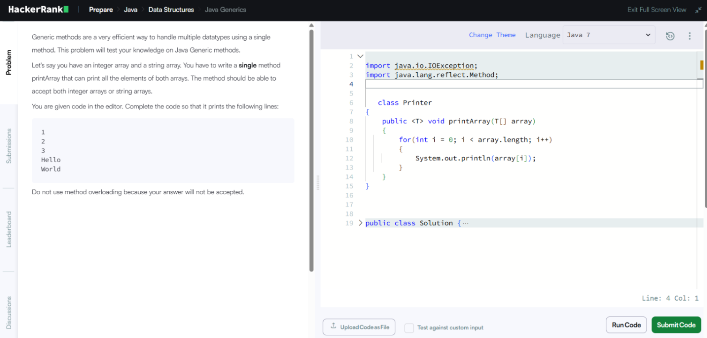 HackerRank Prepare Java Data Structures Java Generics Exit Full Screen View
Problem
Submissions
Leaderboard
Discussions
Generic methods are a very efficient way to handle multiple datatypes using a single
method. This problem will test your knowledge on Java Generic methods.
Let's say you have an integer array and a string array. You have to write a single method
printArray that can print all the elements of both arrays. The method should be able to
accept both integer arrays or string arrays.
You are given code in the editor. Complete the code so that it prints the following lines:
1
2
3
Hello
World
Do not use method overloading because your answer will not be accepted.
Change Theme Language Java 7
1
2 import java.io.IOException;
3 import java.lang.reflect.Method;
4
5
6 class Printer
7 {
8 public <T> void printArray(T[] array)
9 {
10 for(int i = 0; i < array.length; i++)
11 {
12 System.out.println(array[i]);
13 }
14 }
15 }
16
17
18
19 public class Solution {···
Line: 4 Col: 1
Upload Code as File Test against custom input Run Code Submit Code